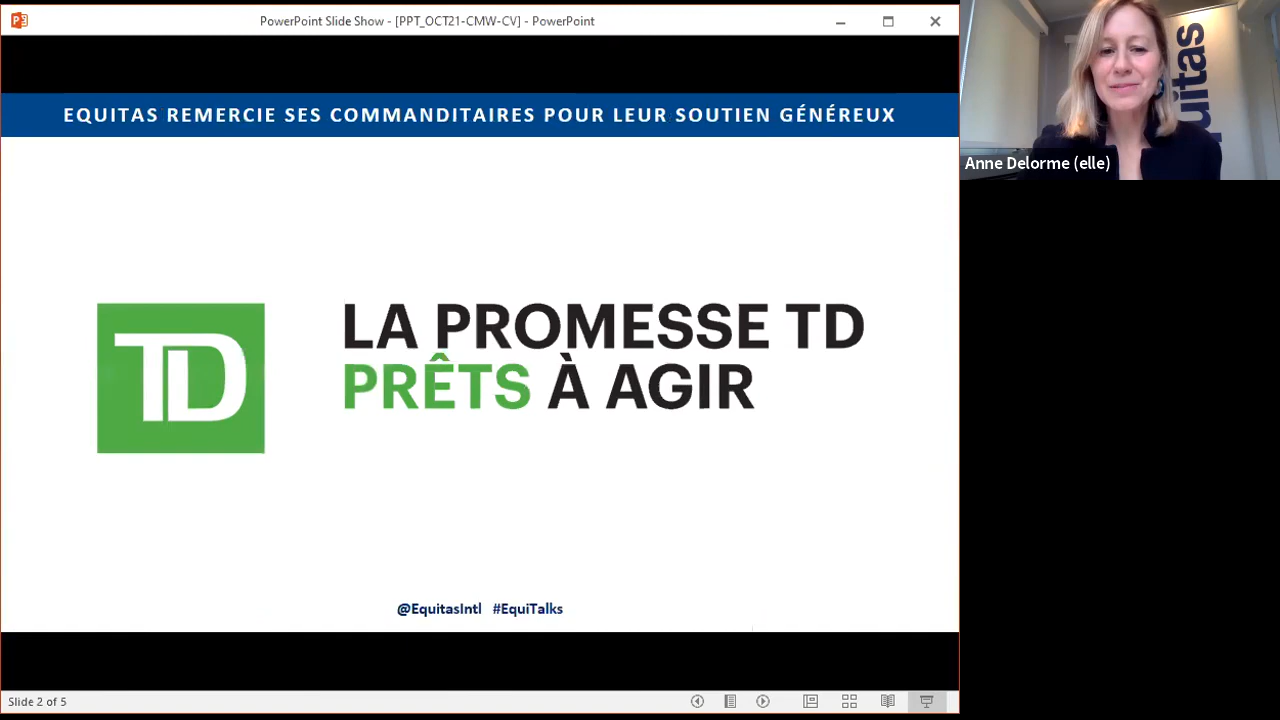 PowerPoint Slide Show - [PPT_OCT21-CMW-CV] - PowerPoint
EQUITAS REMERCIE SES COMMANDITAIRES POUR LEUR SOUTIEN GÉNÉREUX
TD
LA PROMESSE TD
PRÊTS À AGIR
@EquitasIntl #EquiTalks
Slide 2 of 5
uitas
Anne Delorme (elle)